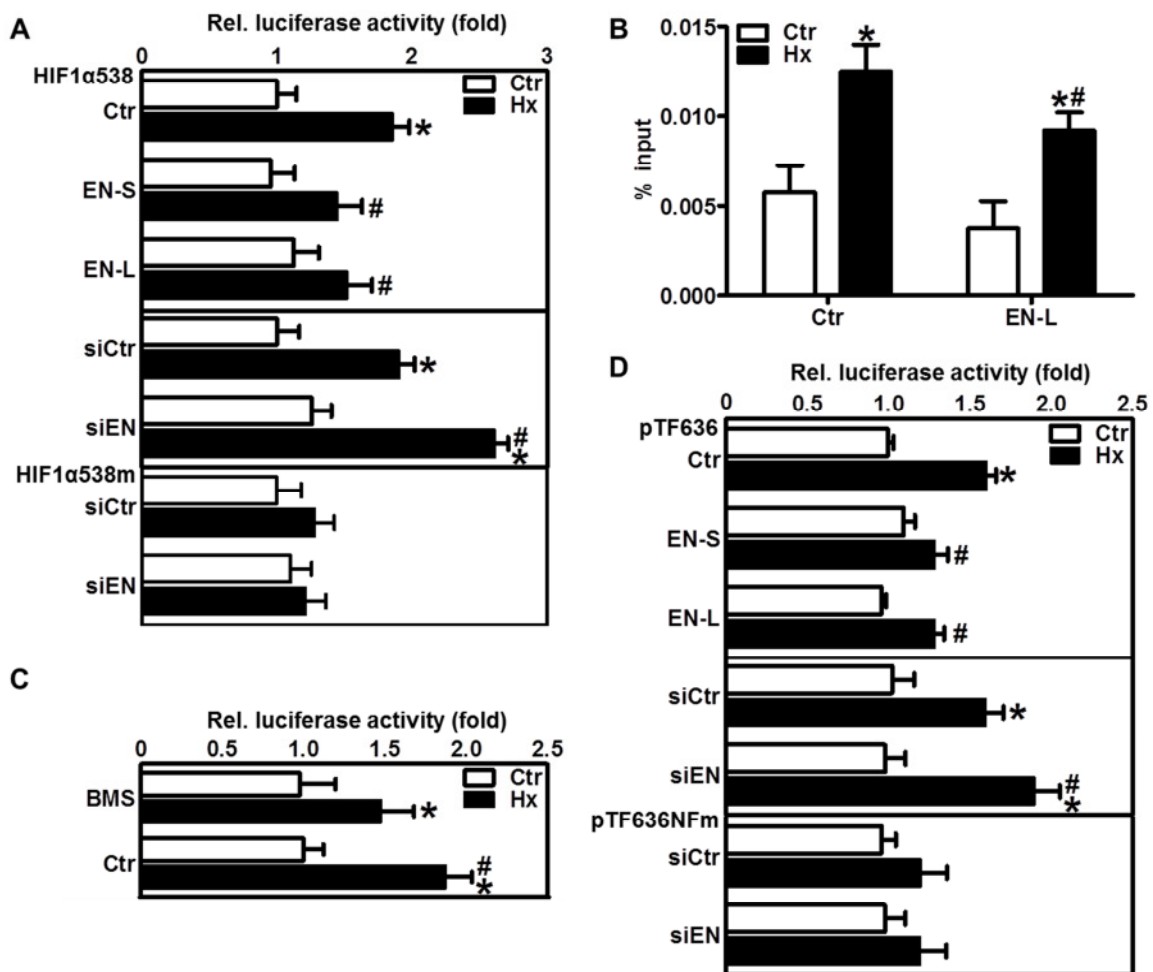 A
Rel. luciferase activity (fold)
0 1 2 3
HIF1α538
Ctr
Hx
Ctr
*
EN-S
#
EN-L
#
siCtr
*
siEN
#
*
HIF1α538m
siCtr
siEN
B
0.015
0.010
0.005
0.000
% input
Ctr
Hx
*
*#
Ctr EN-L
C
Rel. luciferase activity (fold)
0 0.5 1.0 1.5 2.0 2.5
Ctr
Hx
BMS
*
Ctr
#
*
D
Rel. luciferase activity (fold)
0 0.5 1.0 1.5 2.0 2.5
pTF636
Ctr
Hx
Ctr
*
EN-S
#
EN-L
#
siCtr
*
siEN
#
*
pTF636NFm
siCtr
siEN